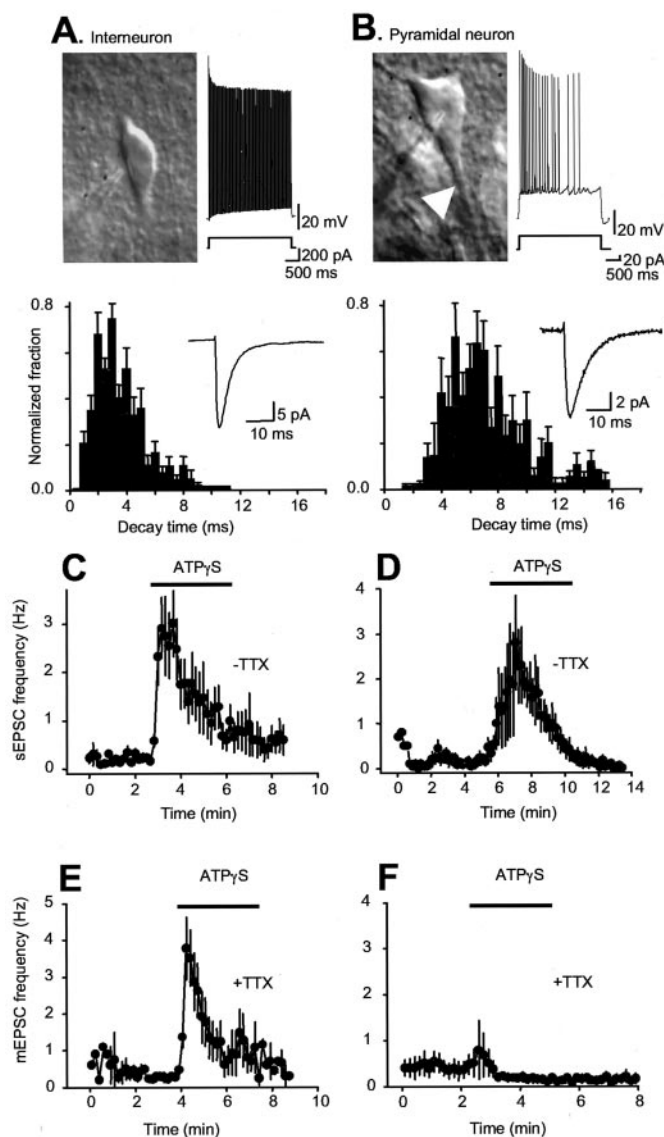 A. Interneuron
B. Pyramidal neuron
20 mV
200 pA
500 ms
20 mV
20 pA
500 ms
0.8
Normalized fraction
0.0
5 pA
10 ms
0 4 8 12 16
Decay time (ms)
0.8
0.0
2 pA
10 ms
0 4 8 12 16
Decay time (ms)
C
ATPγS
-TTX
sEPSC frequency (Hz)
4
3
2
1
0
0 2 4 6 8 10
Time (min)
D
ATPγS
-TTX
4
3
2
1
0
0 2 4 6 8 10 12 14
Time (min)
E
ATPγS
+TTX
mEPSC frequency (Hz)
5
4
3
2
1
0
0 2 4 6 8 10
Time (min)
F
ATPγS
+TTX
4
3
2
1
0
0 2 4 6 8
Time (min)